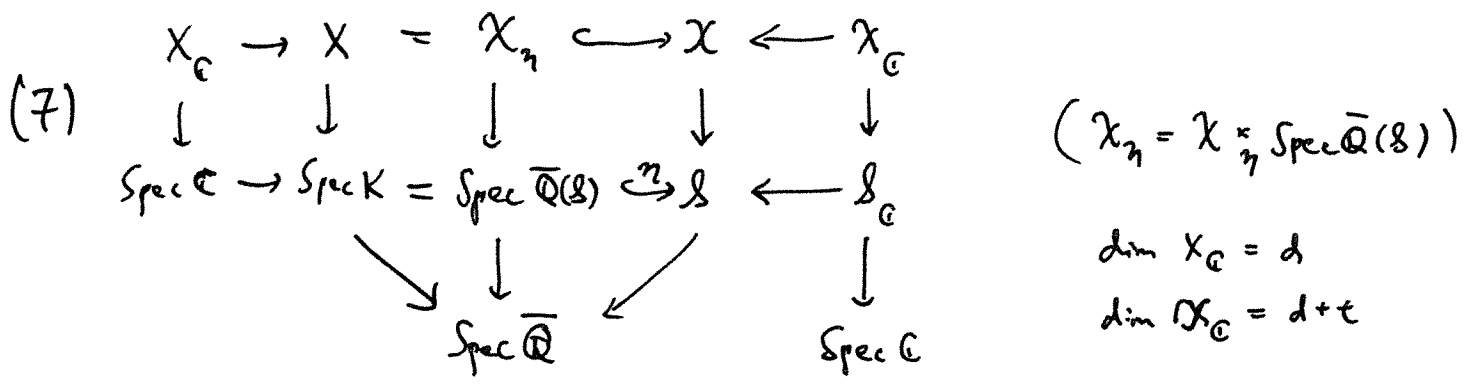 X_ℂ → X = 𝒳_η ↪ 𝒳 ← 𝒳_ℂ
(7) ↓ ↓ ↓ ↓ ↓
Spec ℂ → Spec K = Spec ℚ̄(𝒮) ↪^η 𝒮 ← 𝒮_ℂ
(𝒳_η = 𝒳 ×_η Spec ℚ̄(𝒮))
↘ ↓ ↙ ↓
Spec ℚ̄ Spec ℂ
dim X_ℂ = d
dim 𝒳_ℂ = d+t